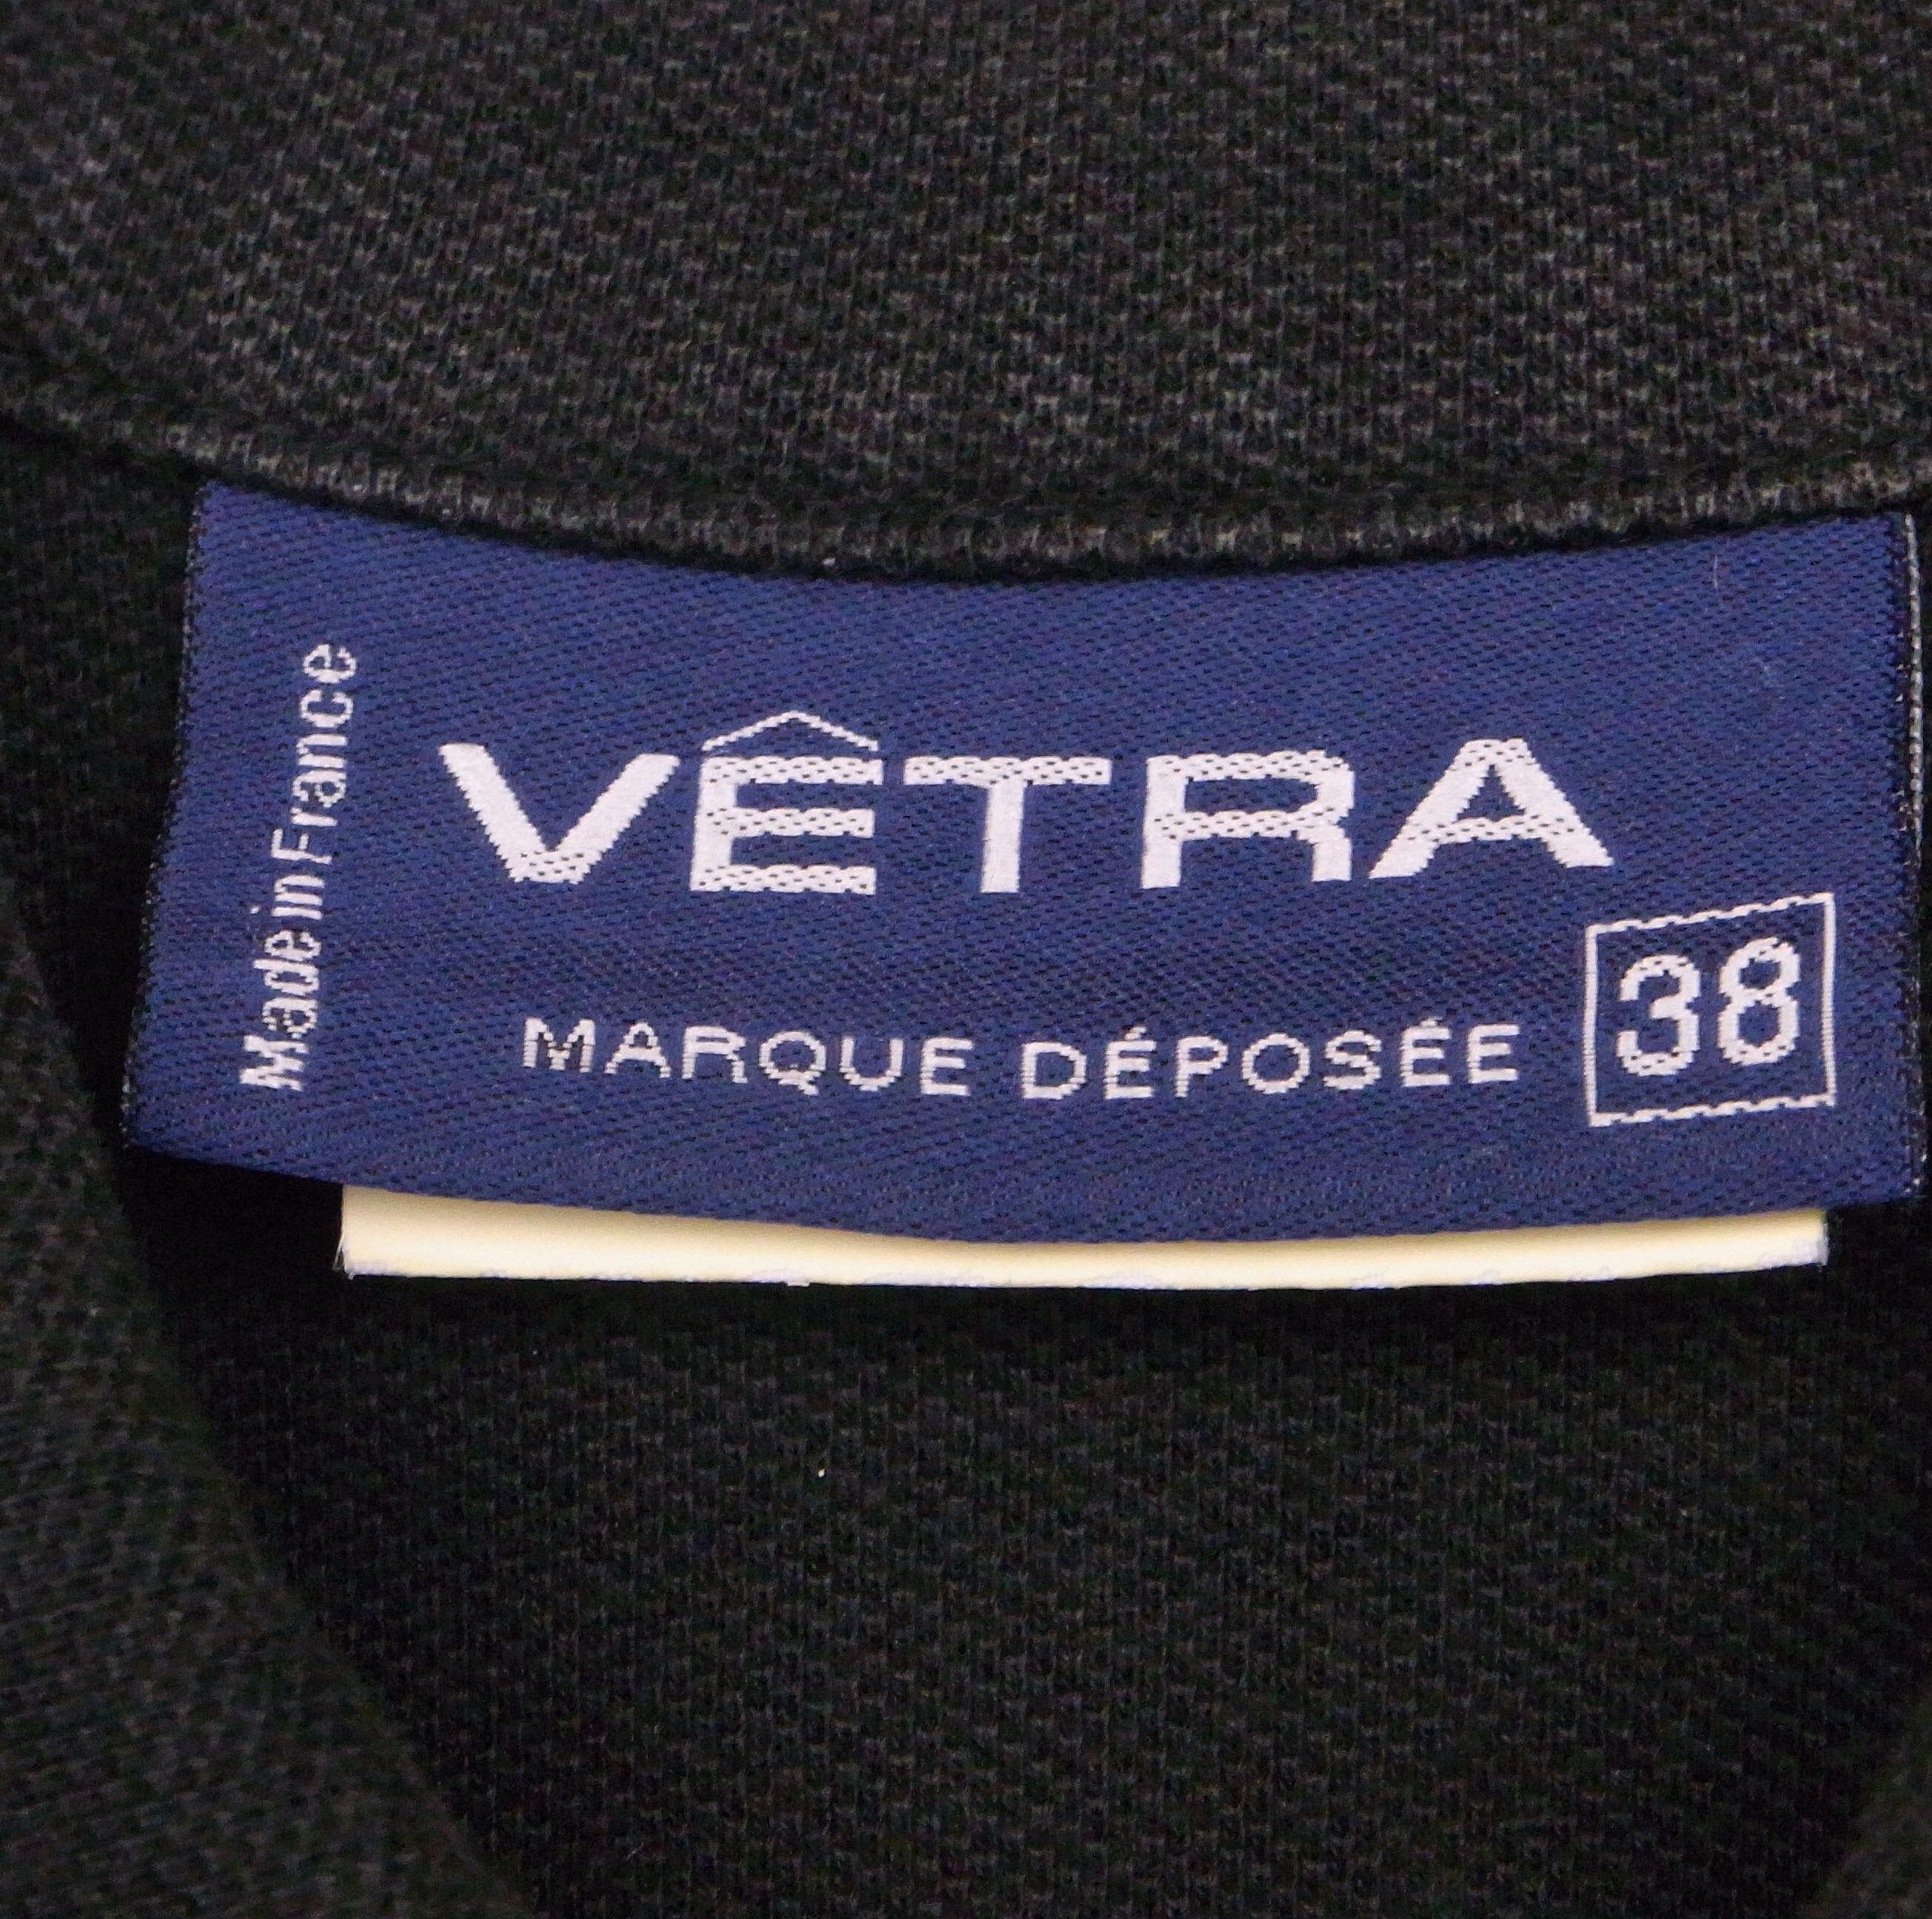 Made in France
VÊTRA
MARQUE DÉPOSÉE
38